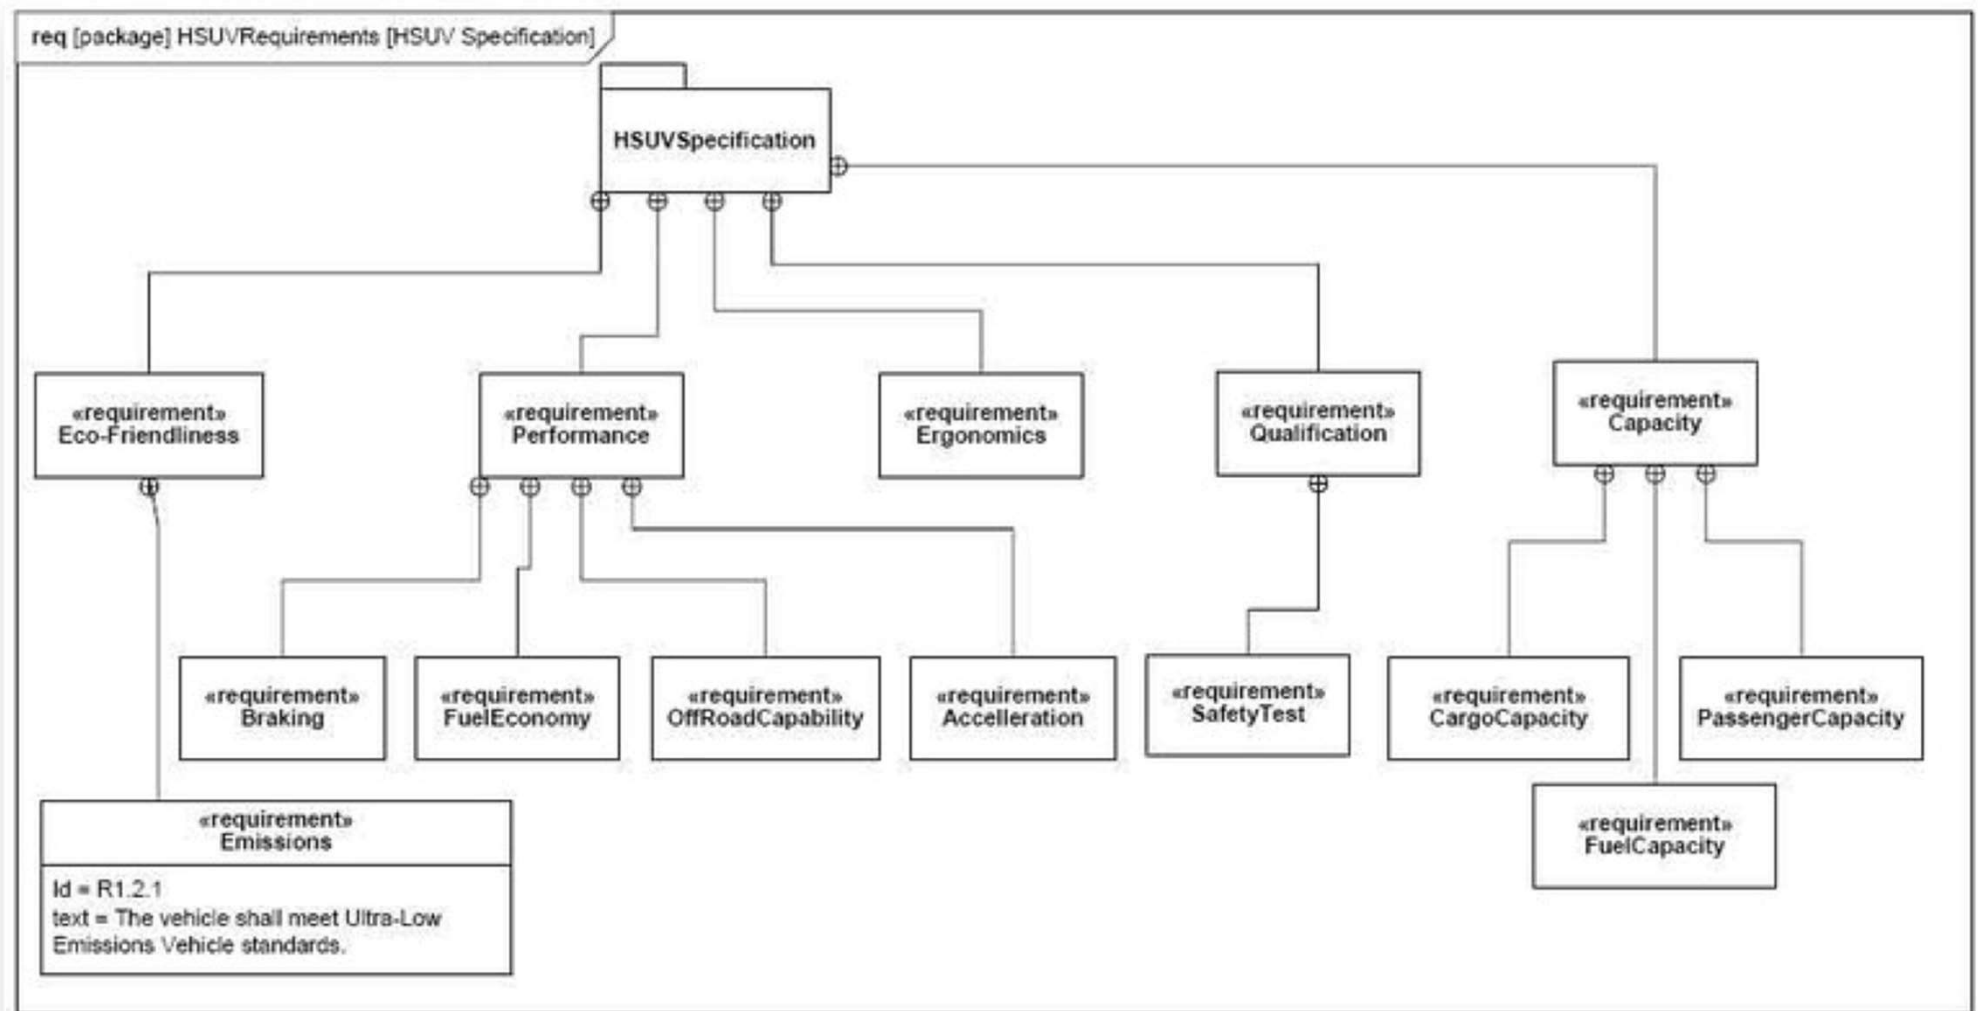 req [package] HSUVRequirements [HSUV Specification]
HSUVSpecification
«requirement»
Eco-Friendliness
«requirement»
Performance
«requirement»
Ergonomics
«requirement»
Qualification
«requirement»
Capacity
«requirement»
Braking
«requirement»
FuelEconomy
«requirement»
OffRoadCapability
«requirement»
Accelleration
«requirement»
SafetyTest
«requirement»
CargoCapacity
«requirement»
PassengerCapacity
«requirement»
Emissions
Id = R1.2.1
text = The vehicle shall meet Ultra-Low
Emissions Vehicle standards.
«requirement»
FuelCapacity